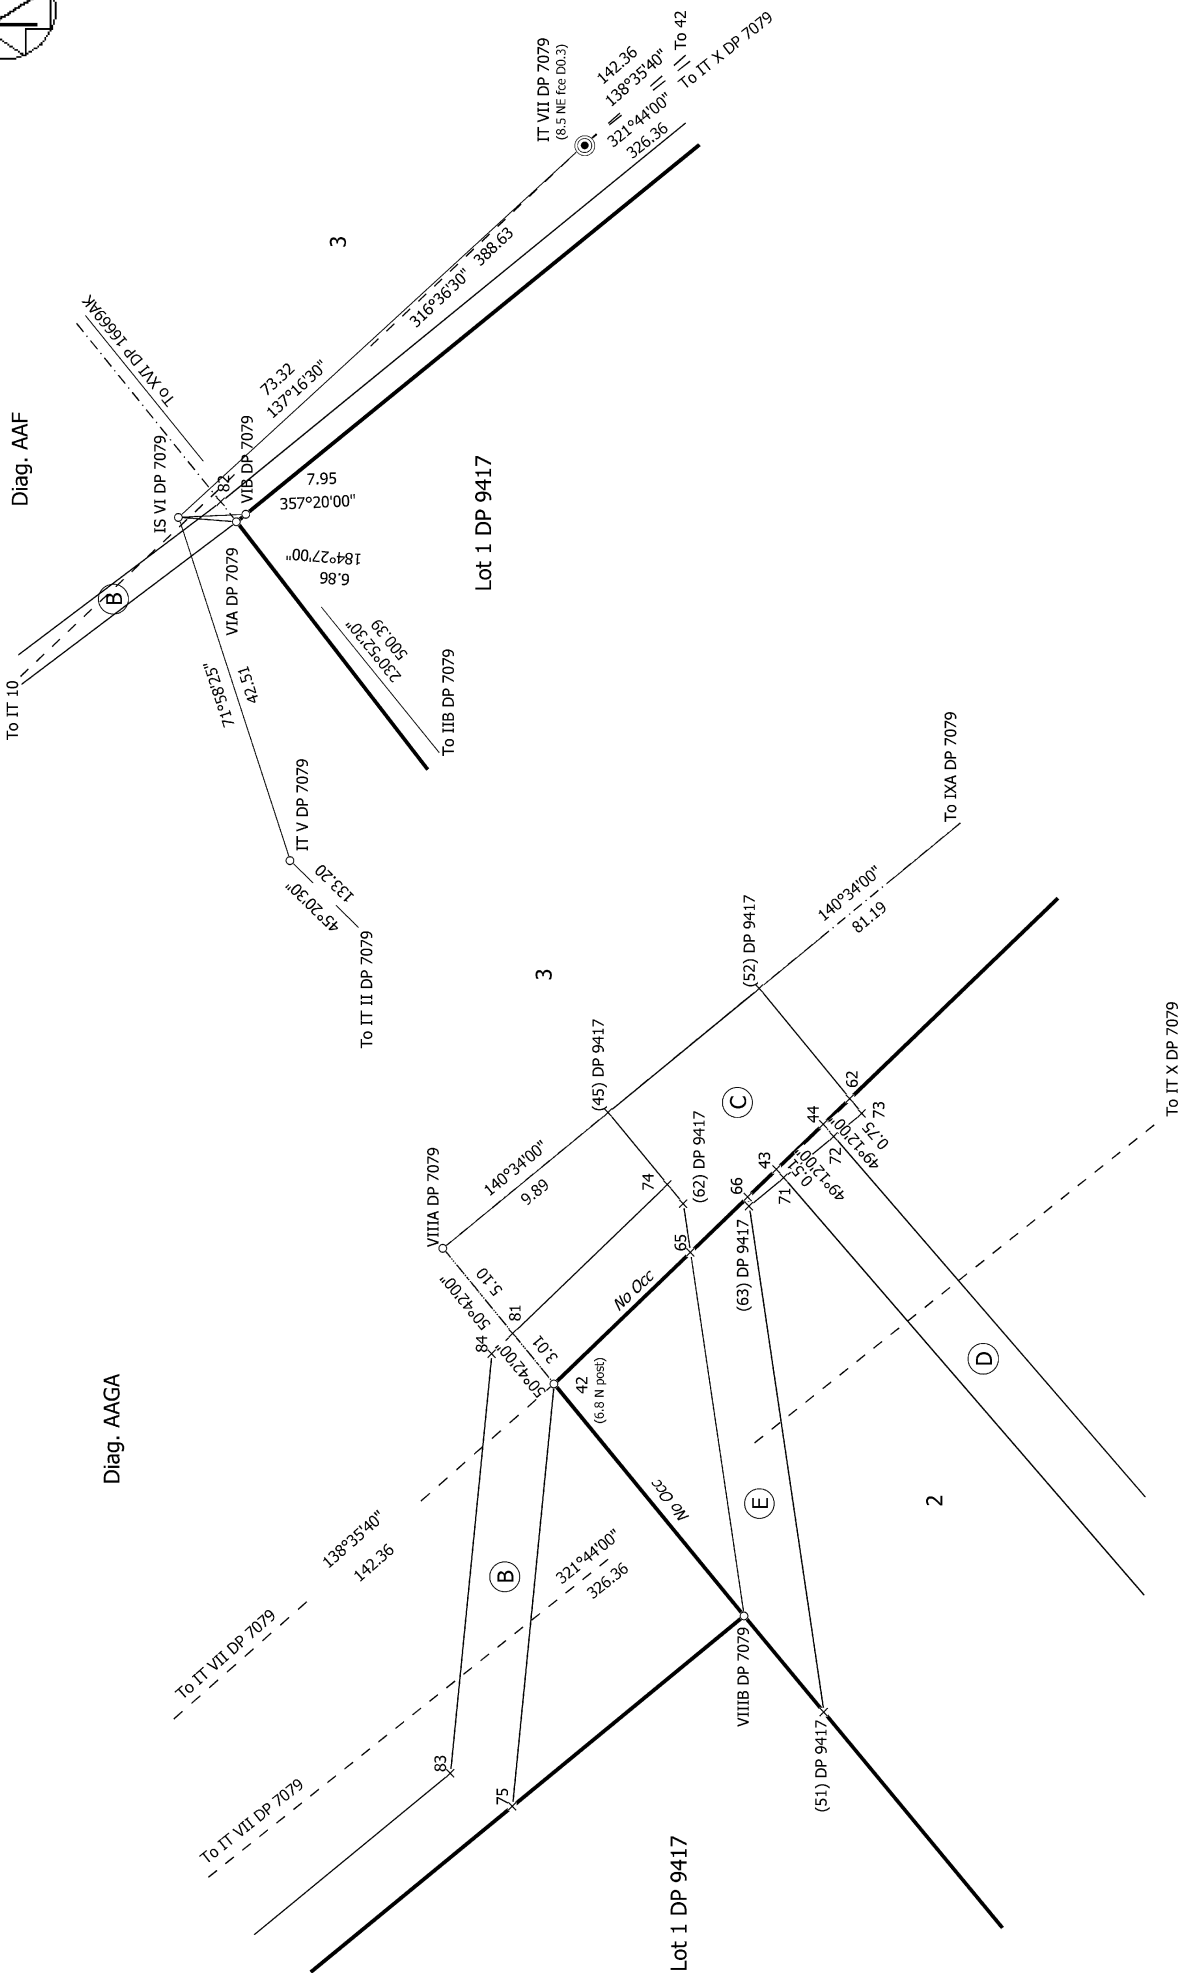 Diag. AAF
To IT 10
B
IS VI DP 7079
To XVI DP 16669AK
82
VIB DP 7079
VIA DP 7079
3
IT VII DP 7079
(8.5 NE fce D0.3)
142.36
138°35'40"
To 42
To IT X DP 7079
321°44'00"
326.36
316°36'30" 388.63
73.32
137°16'30"
7.95
357°20'00"
184°27'00"
6.86
71°58'25"
42.51
230°52'30"
500.39
To IIB DP 7079
Lot 1 DP 9417
IT V DP 7079
45°20'30"
133.20
To IT II DP 7079
Diag. AAGA
3
VIIIA DP 7079
140°34'00"
9.89
(45) DP 9417
(52) DP 9417
140°34'00"
81.19
To IXA DP 7079
50°42'00"
5.10
81
84
50°42'00"
3.01
42
(6.8 N post)
74
(62) DP 9417
C
65
66
43
44
62
73
72
71
0.75
49°12'00"
0.51
49°12'00"
(63) DP 9417
No Occ
No Occ
To IT X DP 7079
D
E
2
B
138°35'40"
142.36
To IT VII DP 7079
321°44'00"
326.36
To IT VII DP 7079
83
75
VIIIB DP 7079
(51) DP 9417
Lot 1 DP 9417